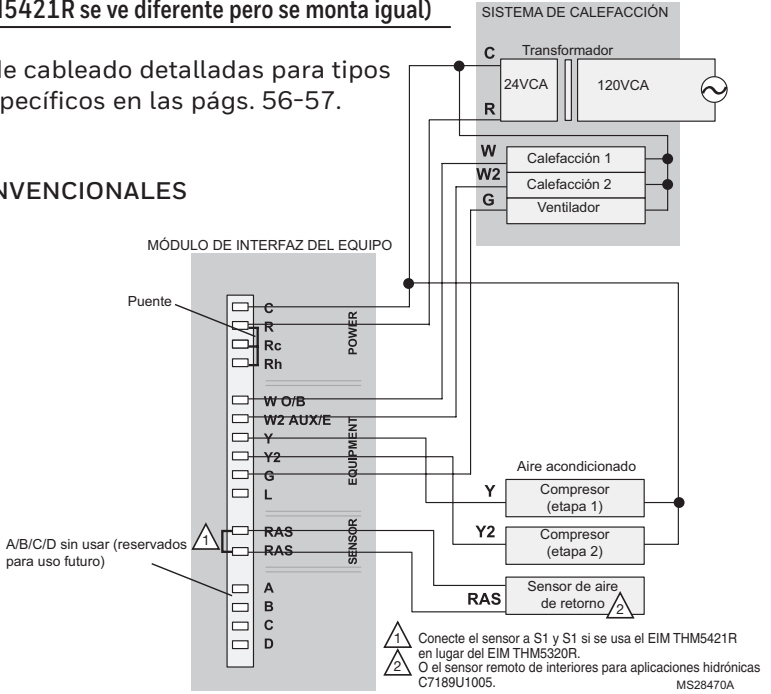 15421R se ve diferente pero se monta igual)
de cableado detalladas para tipos
pecíficos en las págs. 56-57.
NVENCIONALES
SISTEMA DE CALEFACCIÓN
C
Transformador
24VCA
120VCA
R
W
Calefacción 1
W2
Calefacción 2
G
Ventilador
MÓDULO DE INTERFAZ DEL EQUIPO
Puente
C
R
Rc
Rh
POWER
W O/B
W2 AUX/E
Y
Y2
G
L
EQUIPMENT
RAS
RAS
SENSOR
A
B
C
D
A/B/C/D sin usar (reservados
para uso futuro)
1
Aire acondicionado
Y
Compresor
(etapa 1)
Y2
Compresor
(etapa 2)
RAS
Sensor de aire
de retorno
2
1 Conecte el sensor a S1 y S1 si se usa el EIM THM5421R
en lugar del EIM THM5320R.
2 O el sensor remoto de interiores para aplicaciones hidrónicas
C7189U1005.
MS28470A